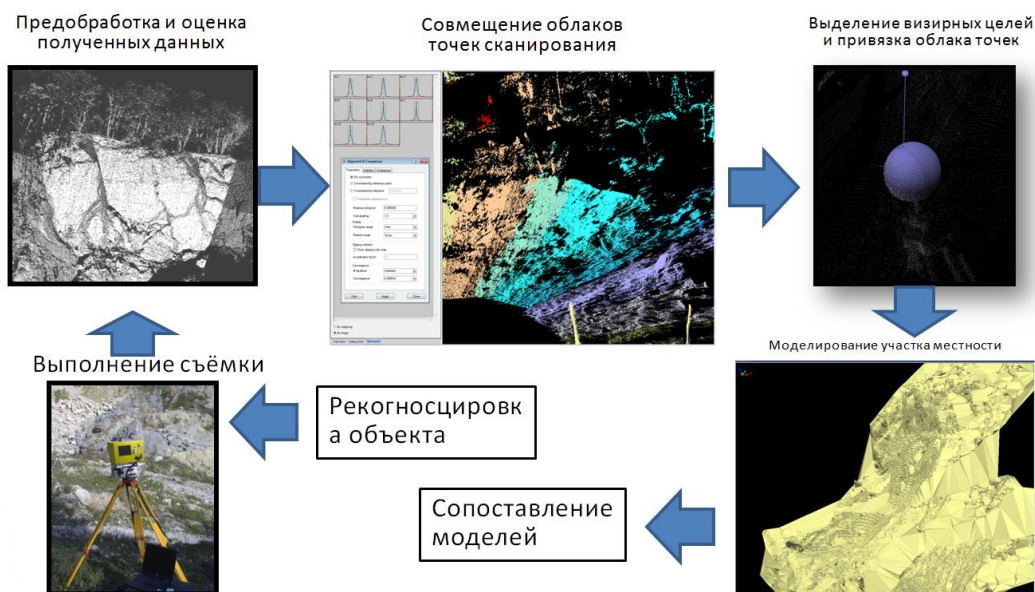 Предобработка и оценка
полученных данных
Совмещение облаков
точек сканирования
Выделение визирных целей
и привязка облака точек
Моделирование участка местности
Выполнение съёмки
Рекогносцировк
а объекта
Сопоставление
моделей